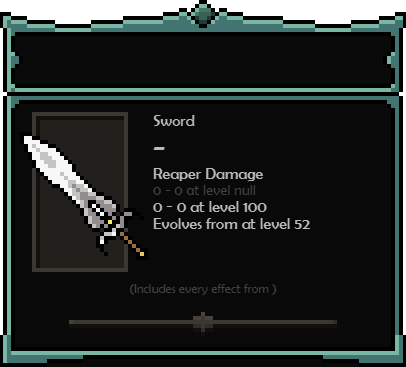 Sword
–
Reaper Damage
0 - 0 at level null
0 - 0 at level 100
Evolves from at level 52
(Includes every effect from )